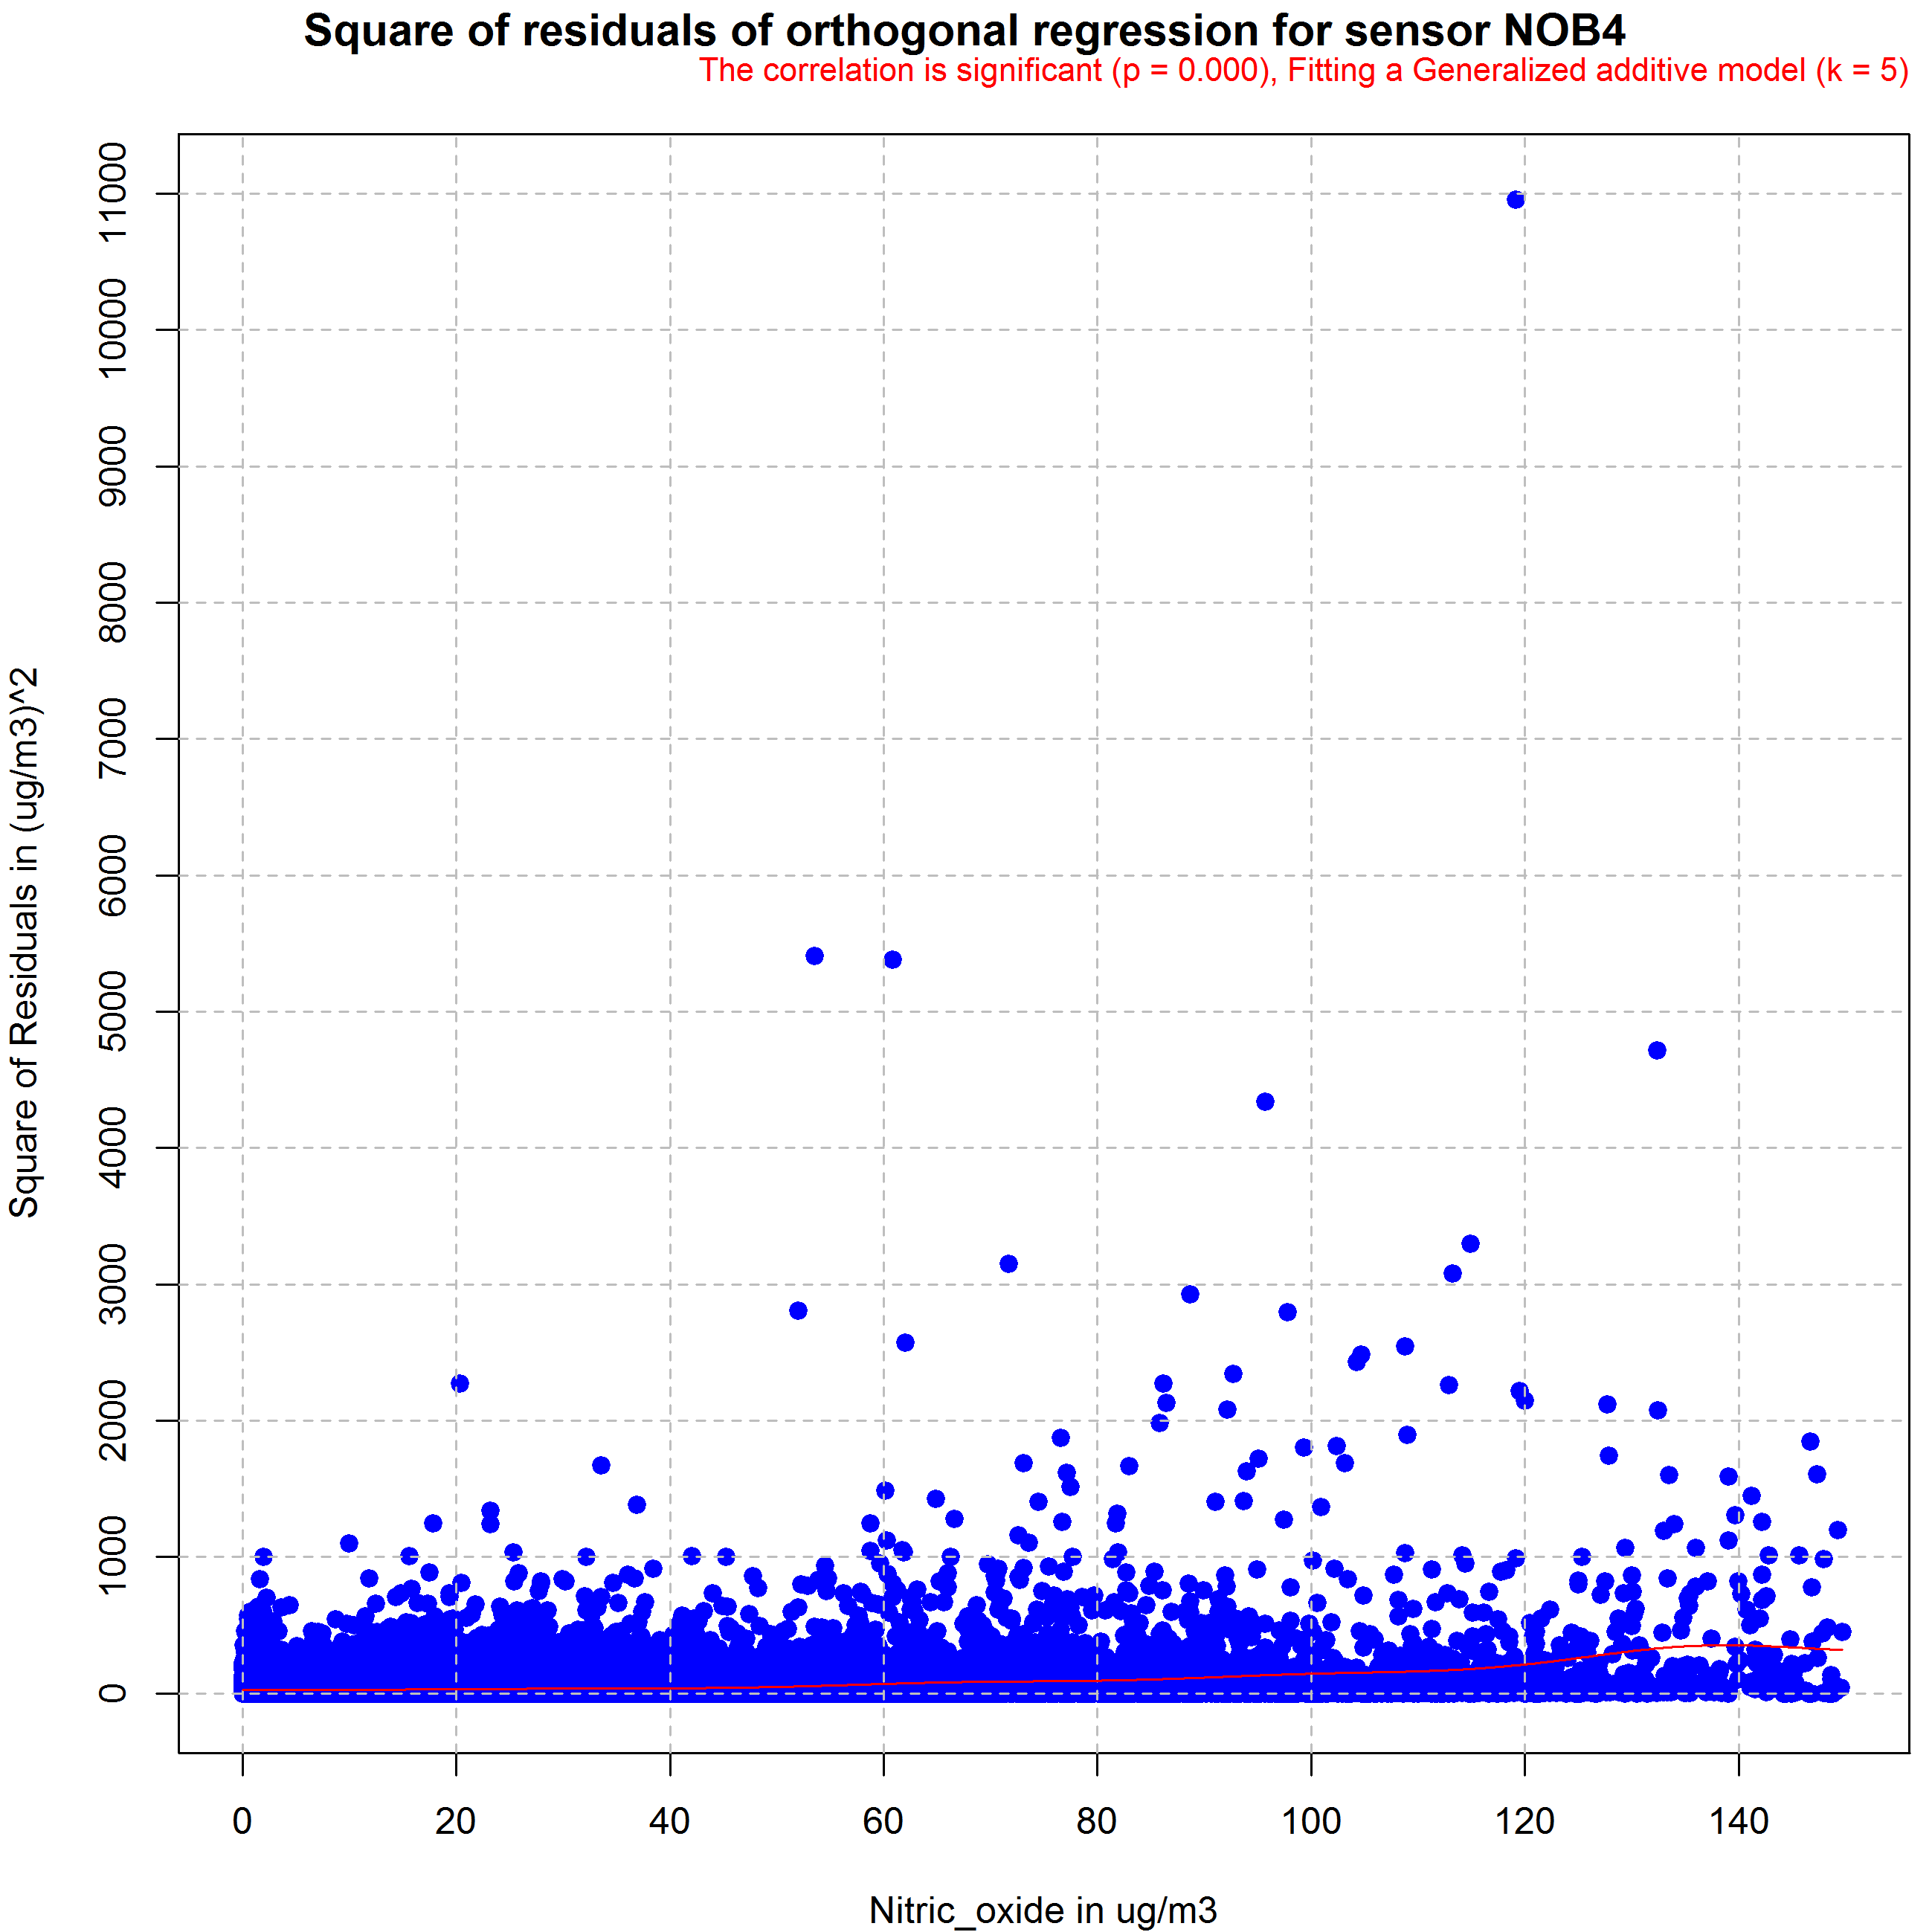 Square of residuals of orthogonal regression for sensor NOB4
The correlation is significant (p = 0.000), Fitting a Generalized additive model (k = 5)
Square of Residuals in (ug/m3)^2
11000
10000
9000
8000
7000
6000
5000
4000
3000
2000
1000
0
0 20 40 60 80 100 120 140
Nitric_oxide in ug/m3